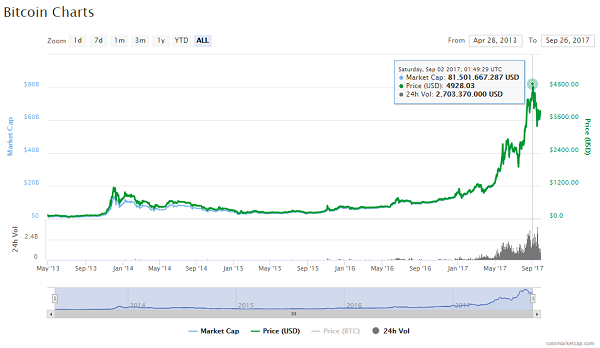 Bitcoin Charts
Zoom 1d 7d 1m 3m 1y YTD ALL
From Apr 28, 2013 To Sep 26, 2017
Saturday, Sep 02 2017, 01:49:29 UTC
Market Cap: 81.501.667.287 USD
Price (USD): 4928.03
24h Vol: 2.703.370.000 USD
$80B $4800.00
$60B $3600.00
$40B $2400.00
$20B $1200.00
$0 $0.0
Market Cap
Price (USD)
2.4B
0
24h Vol
May '13 Sep '13 Jan '14 May '14 Sep '14 Jan '15 May '15 Sep '15 Jan '16 May '16 Sep '16 Jan '17 May '17 Sep '17
2014 2015 2016 2017
Market Cap Price (USD) Price (BTC) 24h Vol
coinmarketcap.com